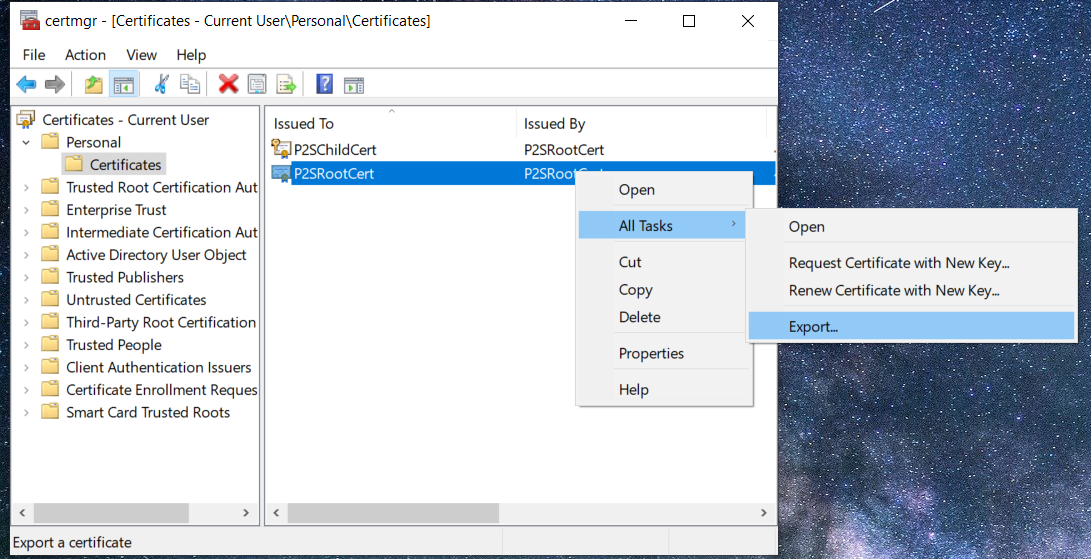 certmgr - [Certificates - Current User\Personal\Certificates]
File Action View Help
Certificates - Current User
Personal
Certificates
Trusted Root Certification Aut
Enterprise Trust
Intermediate Certification Aut
Active Directory User Object
Trusted Publishers
Untrusted Certificates
Third-Party Root Certification
Trusted People
Client Authentication Issuers
Certificate Enrollment Reques
Smart Card Trusted Roots
Issued To Issued By
P2SChildCert P2SRootCert
P2SRootCert P2SRootCert
Open
All Tasks
Cut
Copy
Delete
Properties
Help
Open
Request Certificate with New Key...
Renew Certificate with New Key...
Export...
Export a certificate